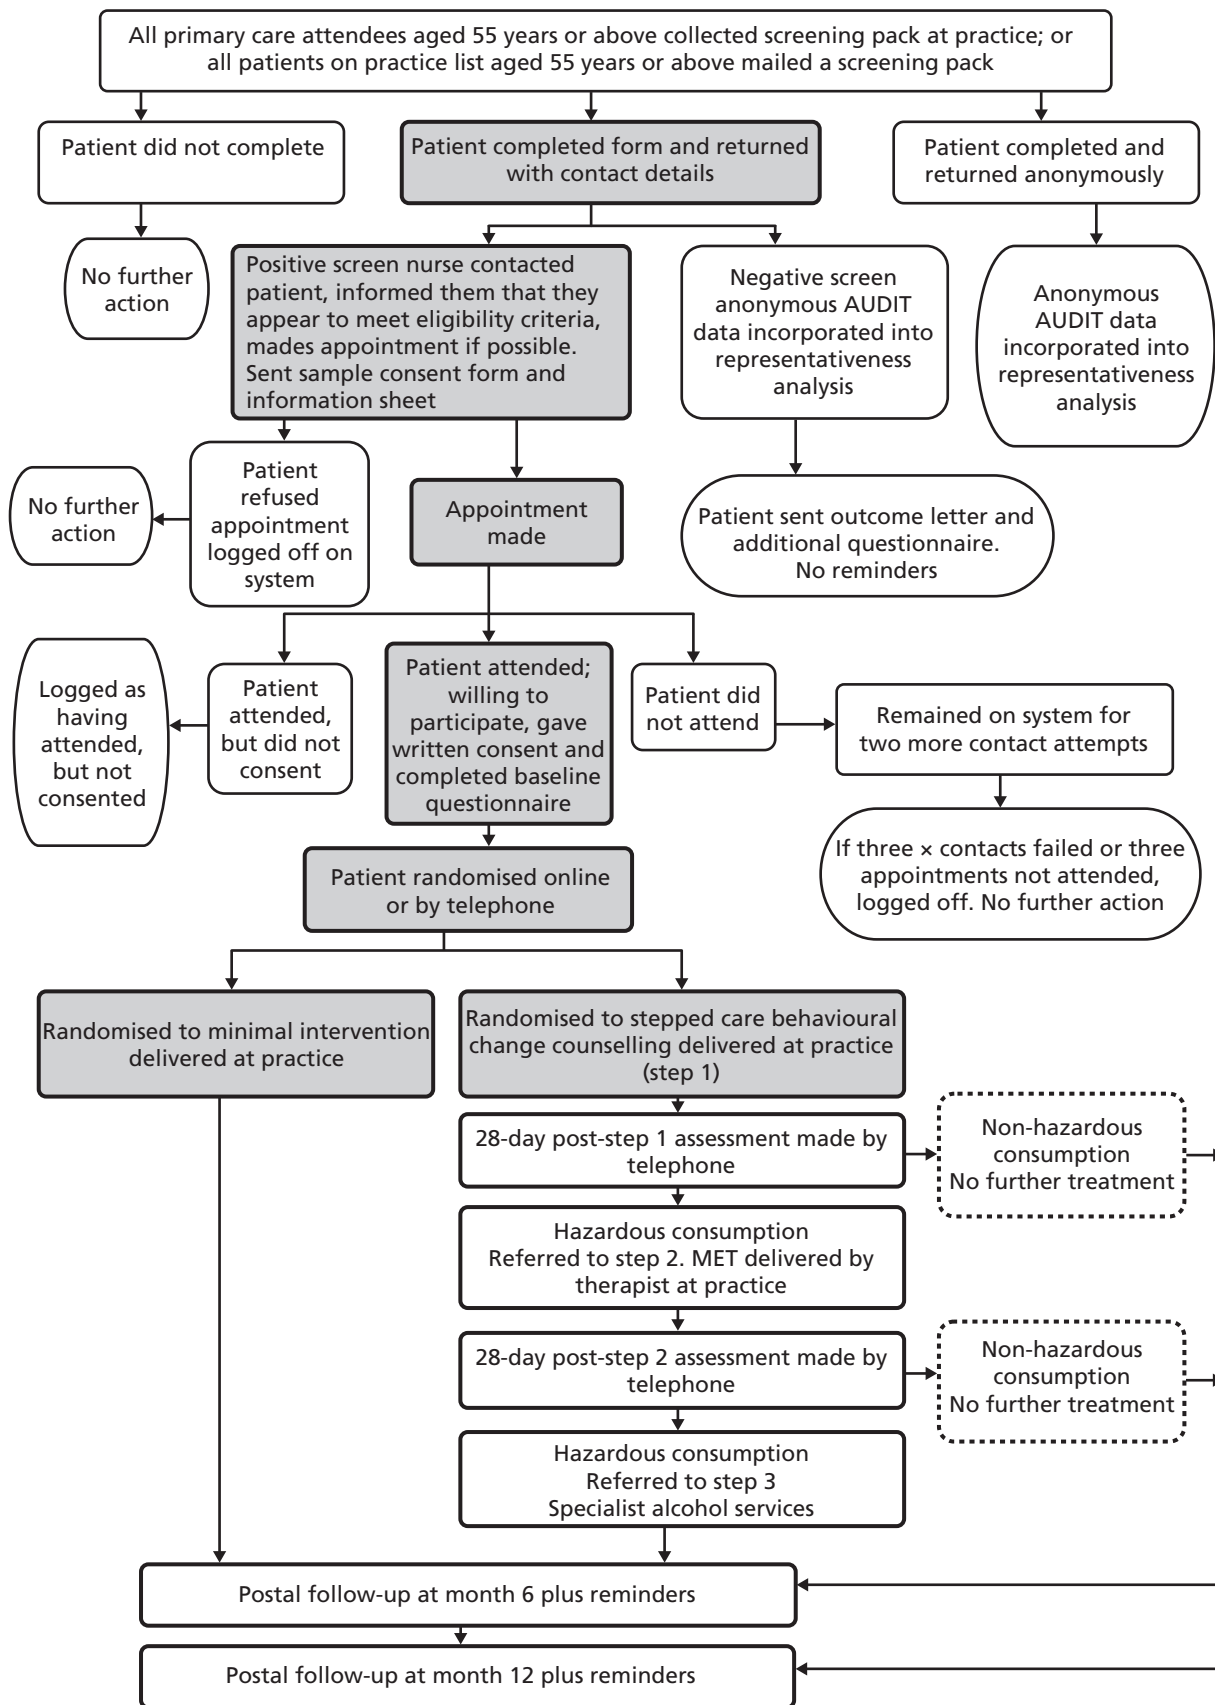 All primary care attendees aged 55 years or above collected screening pack at practice; or
all patients on practice list aged 55 years or above mailed a screening pack
Patient did not complete
Patient completed form and returned
with contact details
Patient completed and
returned anonymously
No further
action
Positive screen nurse contacted
patient, informed them that they
appear to meet eligibility criteria,
mades appointment if possible.
Sent sample consent form and
information sheet
Negative screen
anonymous AUDIT
data incorporated into
representativeness
analysis
Anonymous
AUDIT data
incorporated into
representativeness
analysis
No further
action
Patient
refused
appointment
logged off on
system
Appointment
made
Patient sent outcome letter and
additional questionnaire.
No reminders
Logged as
having
attended,
but not
consented
Patient
attended,
but did not
consent
Patient attended;
willing to
participate, gave
written consent and
completed baseline
questionnaire
Patient did
not attend
Remained on system for
two more contact attempts
If three × contacts failed or three
appointments not attended,
logged off. No further action
Patient randomised online
or by telephone
Randomised to minimal intervention
delivered at practice
Randomised to stepped care behavioural
change counselling delivered at practice
(step 1)
28-day post-step 1 assessment made by
telephone
Non-hazardous
consumption
No further treatment
Hazardous consumption
Referred to step 2. MET delivered by
therapist at practice
28-day post-step 2 assessment made by
telephone
Non-hazardous
consumption
No further treatment
Hazardous consumption
Referred to step 3
Specialist alcohol services
Postal follow-up at month 6 plus reminders
Postal follow-up at month 12 plus reminders